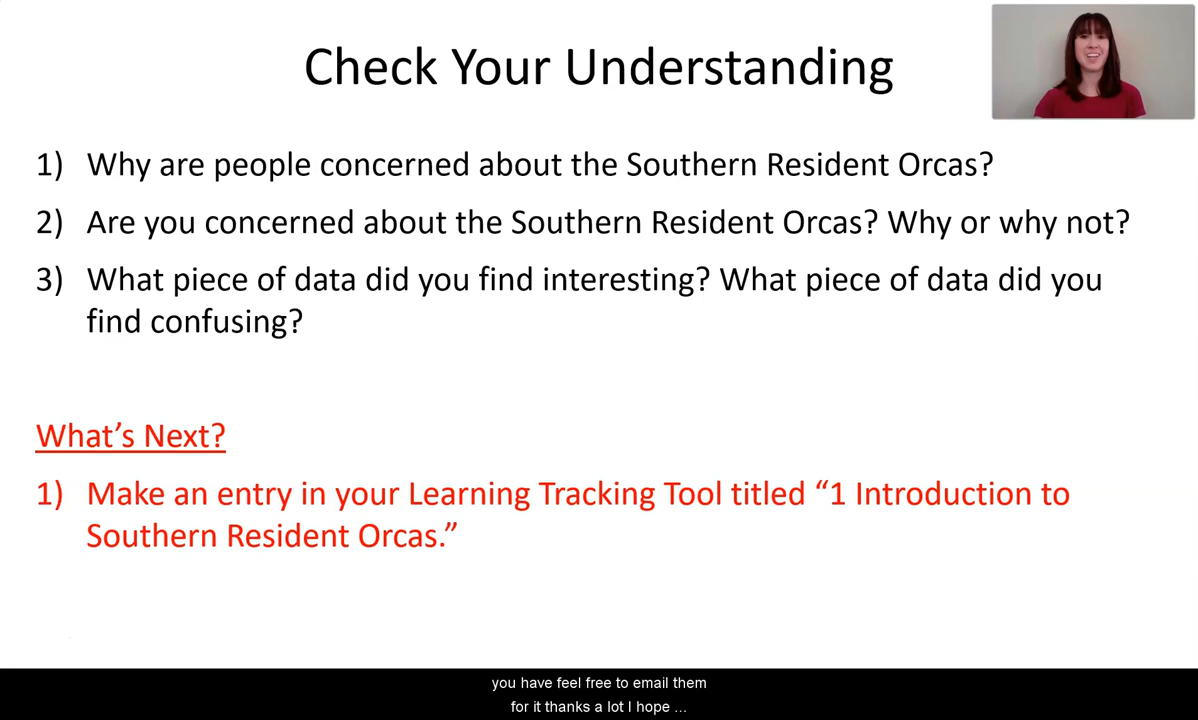 Check Your Understanding
1) Why are people concerned about the Southern Resident Orcas?
2) Are you concerned about the Southern Resident Orcas? Why or why not?
3) What piece of data did you find interesting? What piece of data did you
find confusing?
What's Next?
1) Make an entry in your Learning Tracking Tool titled “1 Introduction to
Southern Resident Orcas.”
you have feel free to email them
for it thanks a lot I hope ...